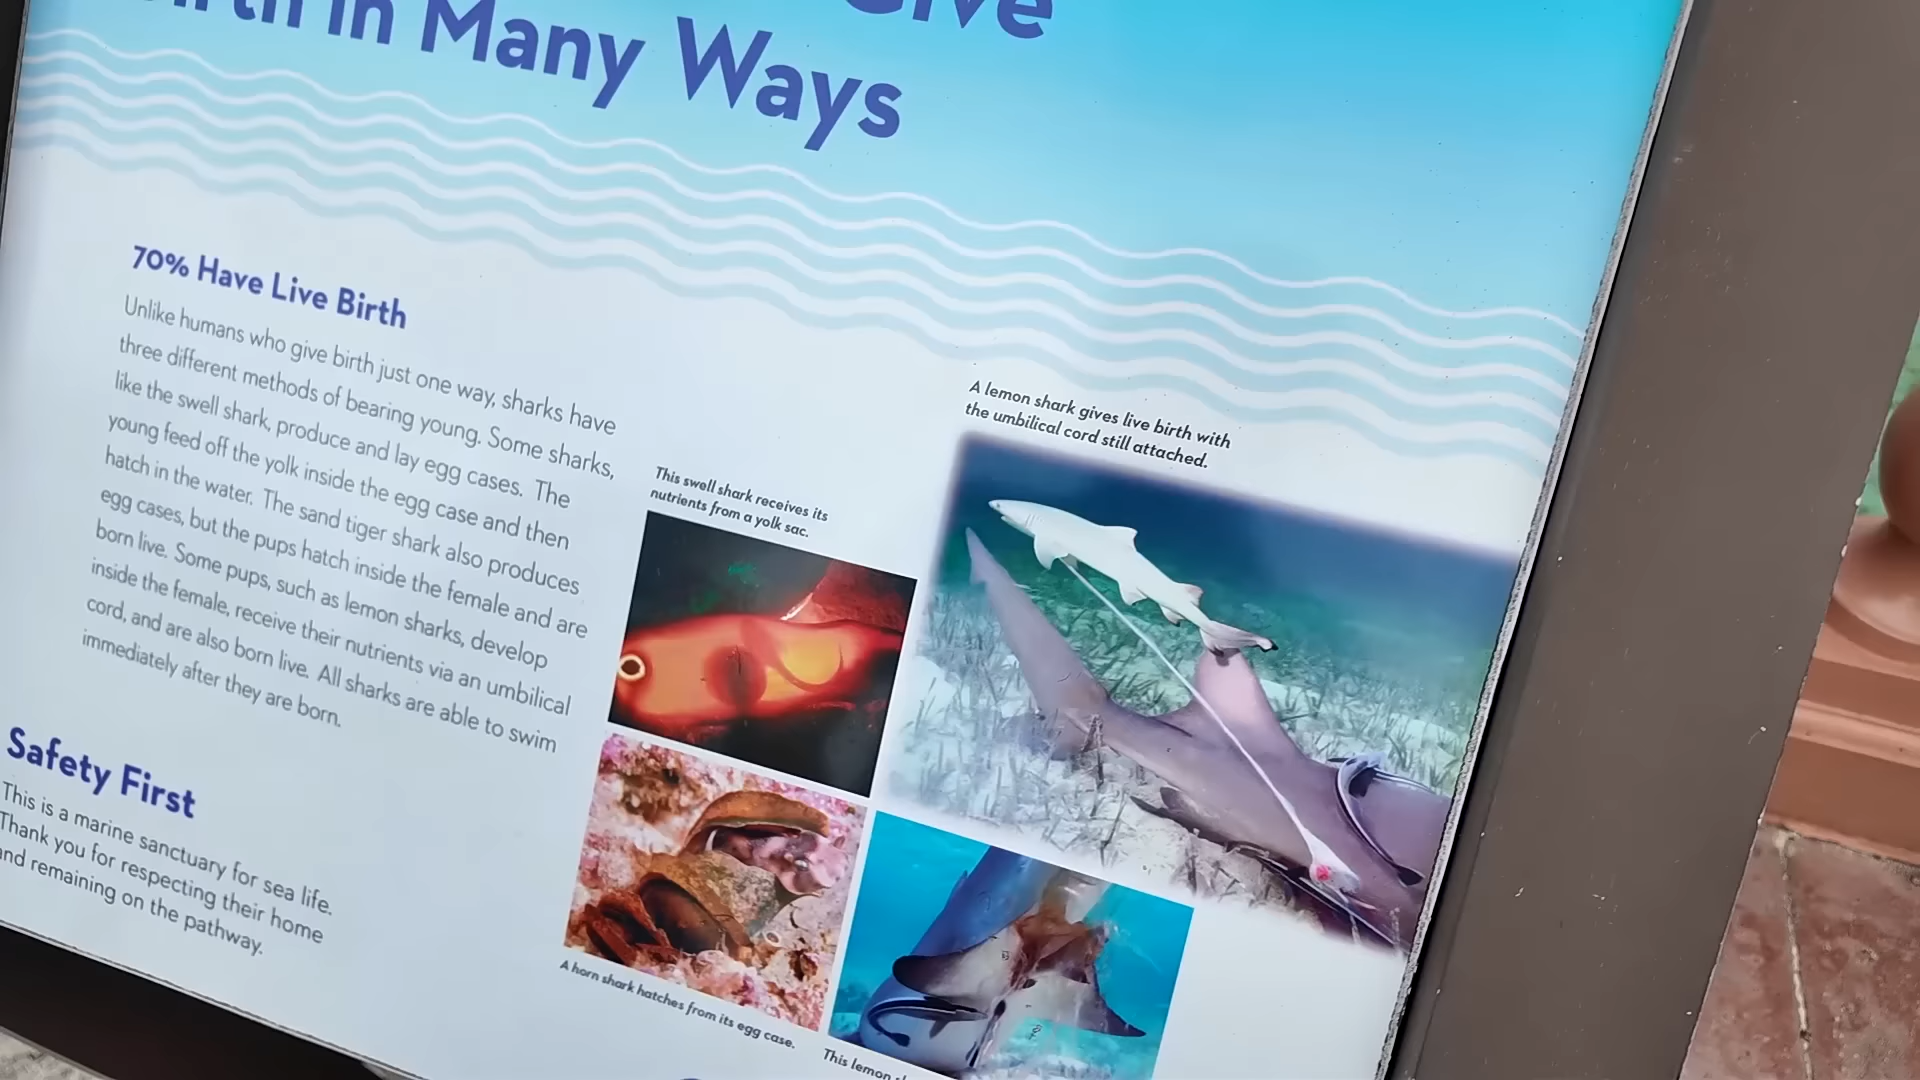 Give
in Many Ways
70% Have Live Birth
Unlike humans who give birth just one way, sharks have
three different methods of bearing young. Some sharks,
like the swell shark, produce and lay egg cases. The
young feed off the yolk inside the egg case and then
hatch in the water. The sand tiger shark also produces
egg cases, but the pups hatch inside the female and are
born live. Some pups, such as lemon sharks, develop
inside the female, receive their nutrients via an umbilical
cord, and are also born live. All sharks are able to swim
immediately after they are born.
Safety First
This is a marine sanctuary for sea life.
Thank you for respecting their home
and remaining on the pathway.
This swell shark receives its
nutrients from a yolk sac.
A lemon shark gives live birth with
the umbilical cord still attached.
A horn shark hatches from its egg case.
This lemon